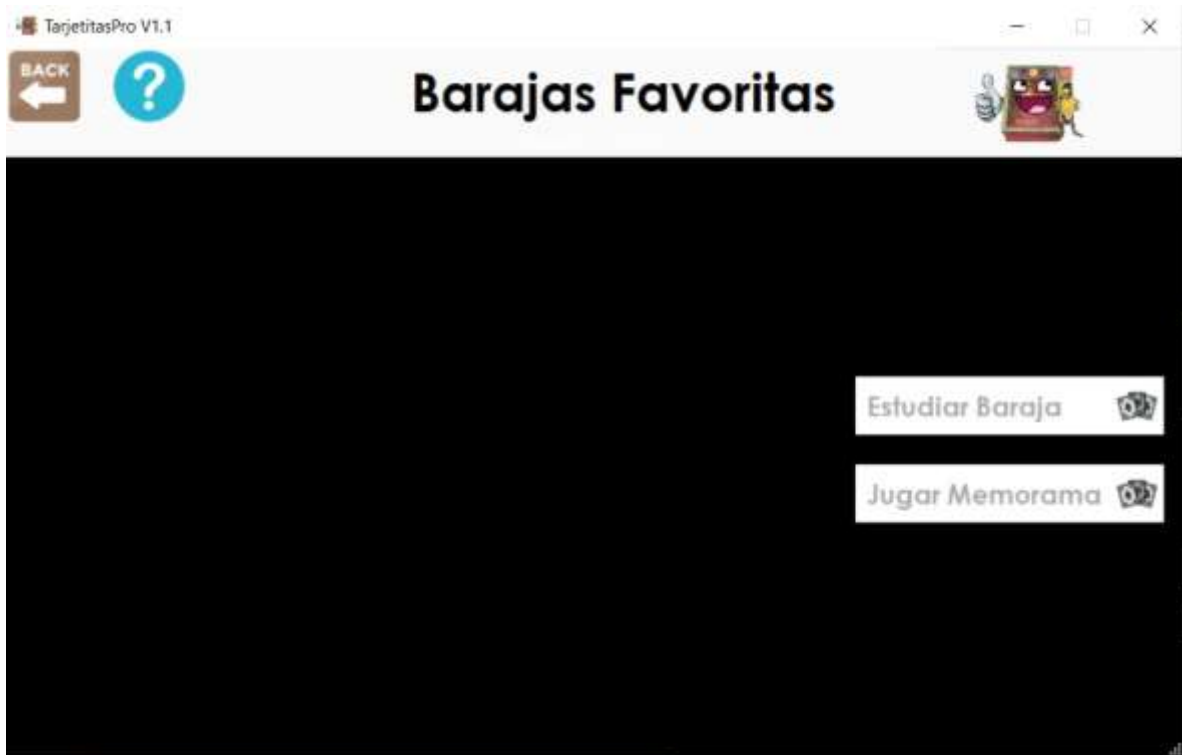 TarjetitasPro V1.1
BACK
?
Barajas Favoritas
Estudiar Baraja
Jugar Memorama